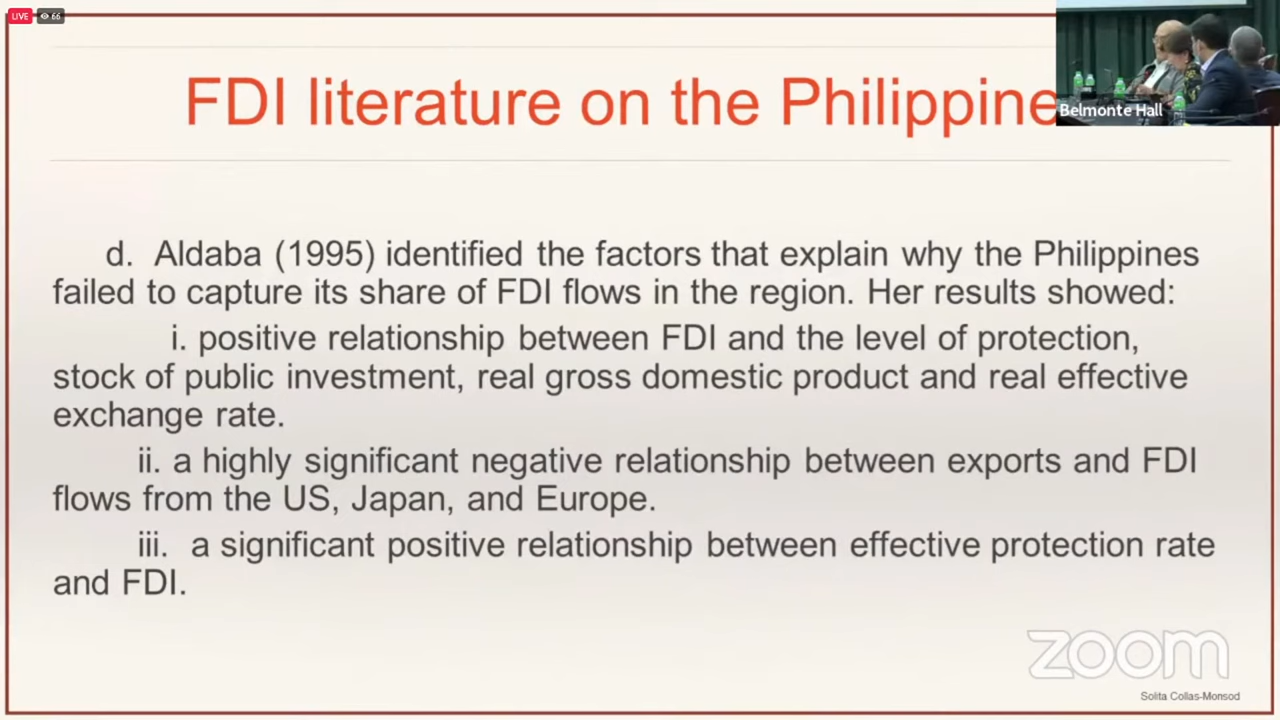 LIVE 66
FDI literature on the Philippine
Belmonte Hall
d. Aldaba (1995) identified the factors that explain why the Philippines
failed to capture its share of FDI flows in the region. Her results showed:
i. positive relationship between FDI and the level of protection,
stock of public investment, real gross domestic product and real effective
exchange rate.
ii. a highly significant negative relationship between exports and FDI
flows from the US, Japan, and Europe.
iii. a significant positive relationship between effective protection rate
and FDI.
zoom
Solita Collas-Monsod